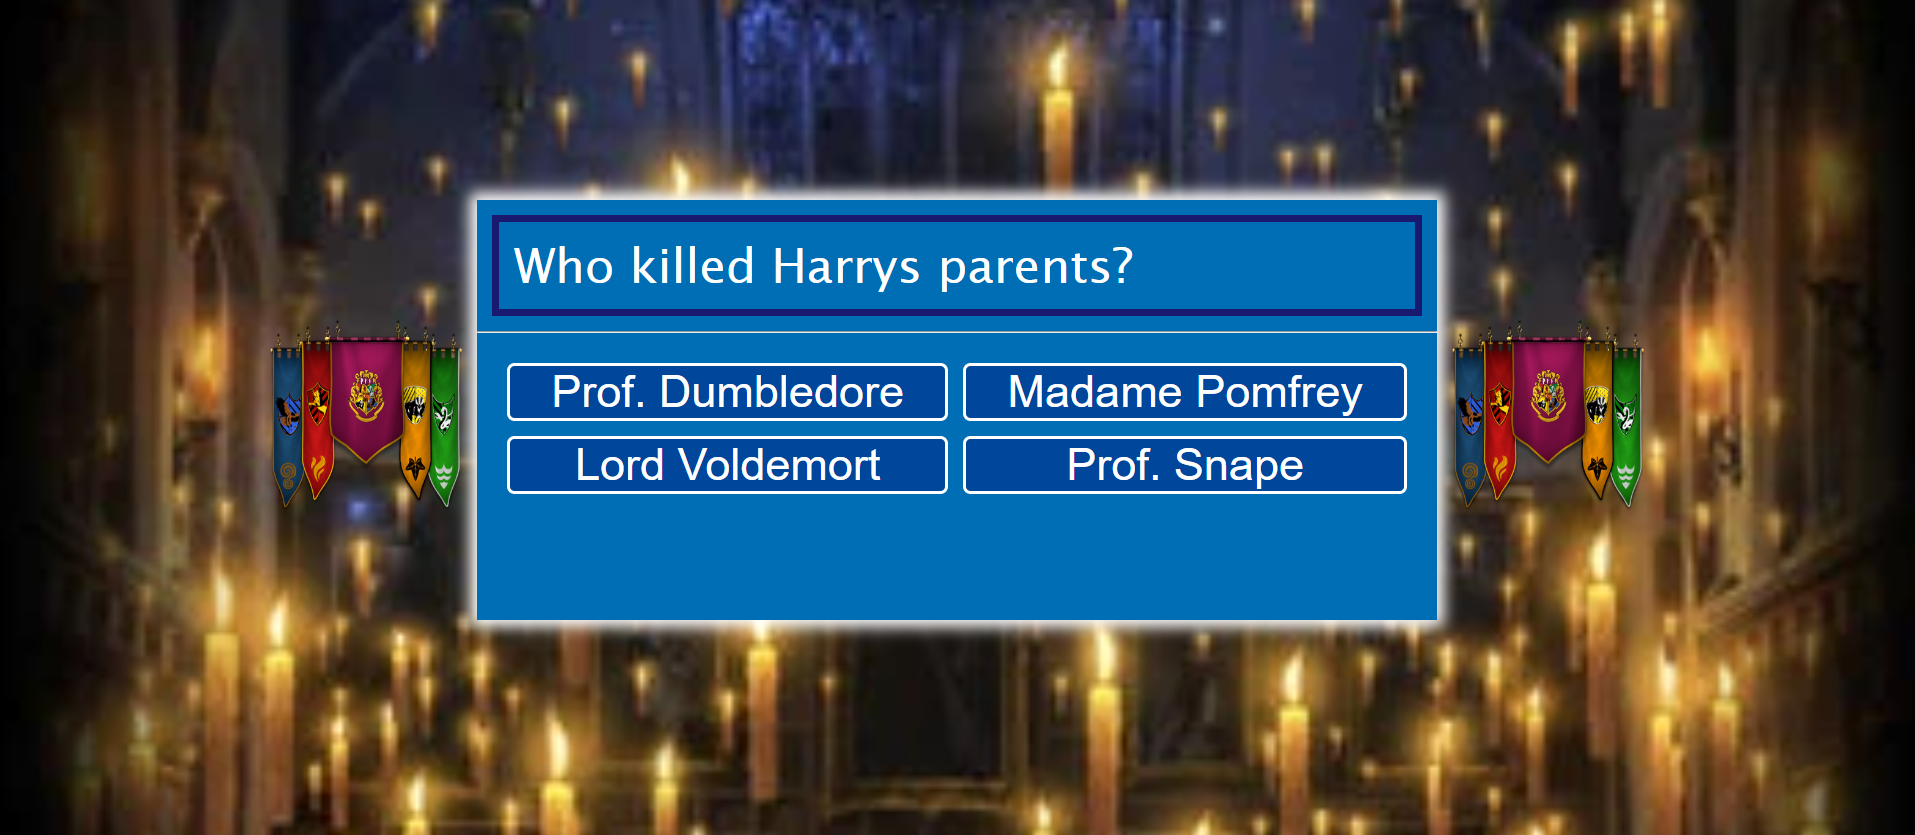 Who killed Harrys parents?
Prof. Dumbledore
Madame Pomfrey
Lord Voldemort
Prof. Snape